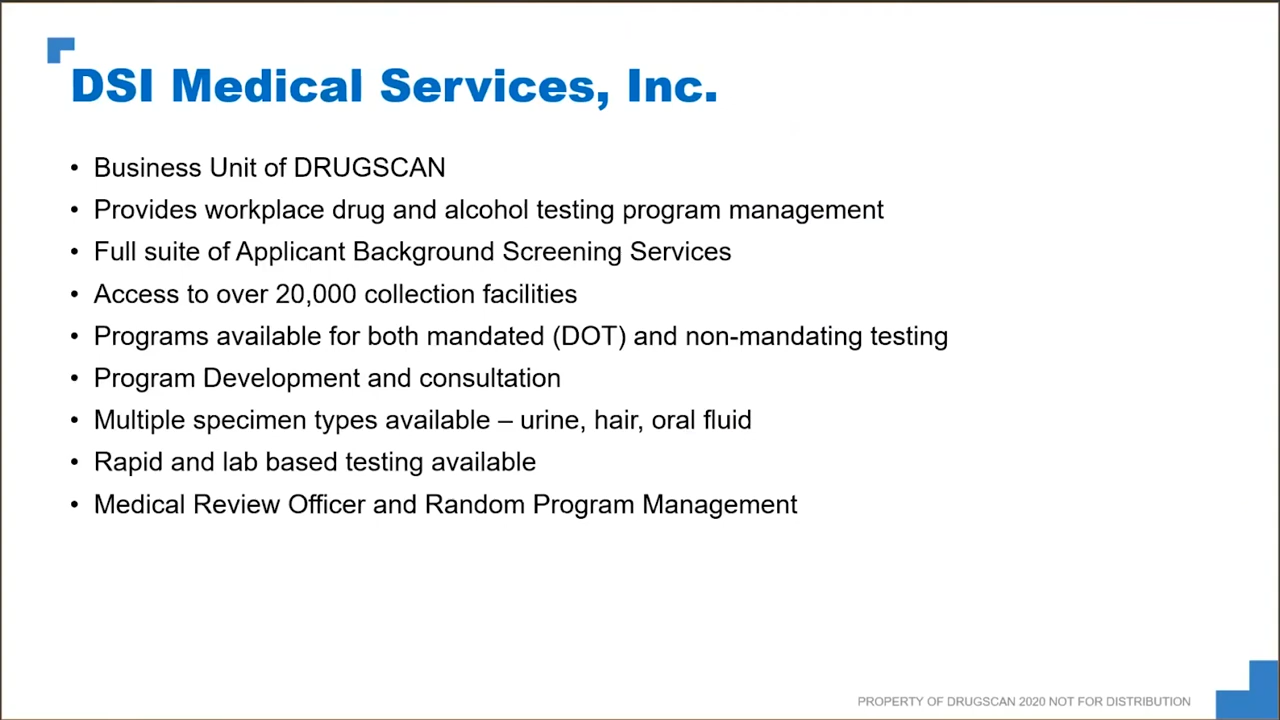 DSI Medical Services, Inc.
• Business Unit of DRUGSCAN
• Provides workplace drug and alcohol testing program management
• Full suite of Applicant Background Screening Services
• Access to over 20,000 collection facilities
• Programs available for both mandated (DOT) and non-mandating testing
• Program Development and consultation
• Multiple specimen types available – urine, hair, oral fluid
• Rapid and lab based testing available
• Medical Review Officer and Random Program Management
PROPERTY OF DRUGSCAN 2020 NOT FOR DISTRIBUTION